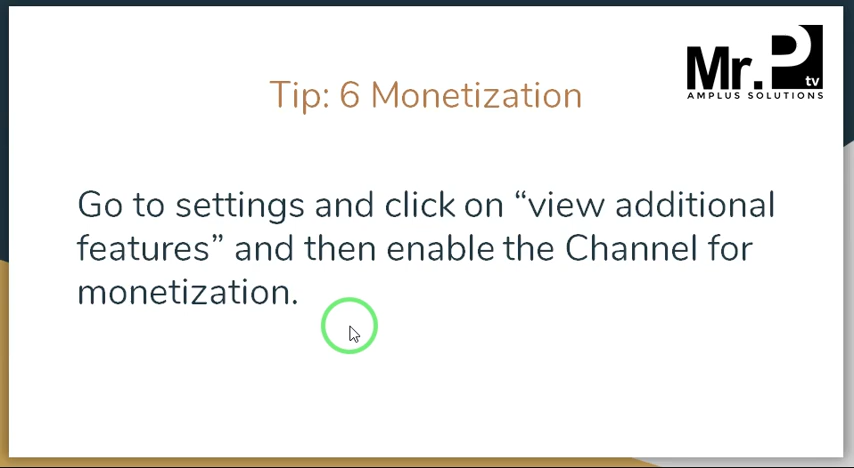 Mr.P
tv
AMPLUS SOLUTIONS
Tip: 6 Monetization
Go to settings and click on “view additional
features” and then enable the Channel for
monetization.